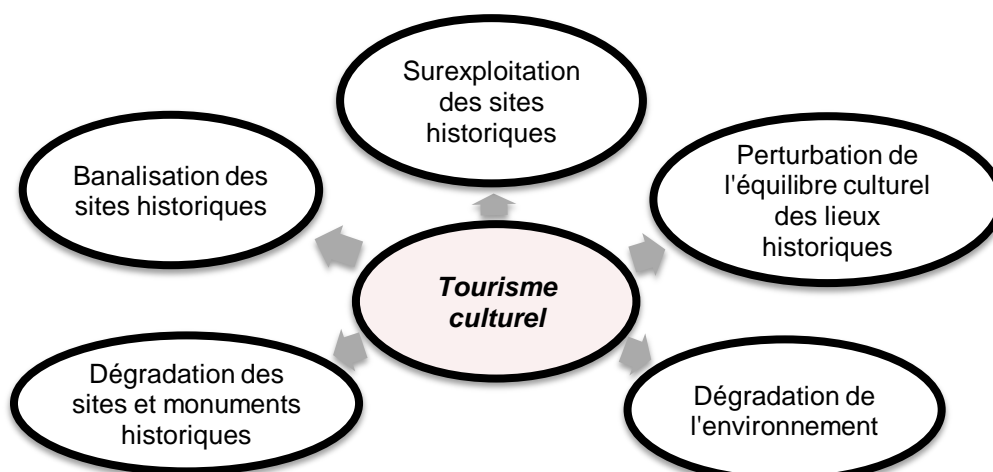 Surexploitation
des sites
historiques
Banalisation des
sites historiques
Perturbation de
l'équilibre culturel
des lieux
historiques
Tourisme
culturel
Dégradation des
sites et monuments
historiques
Dégradation de
l'environnement